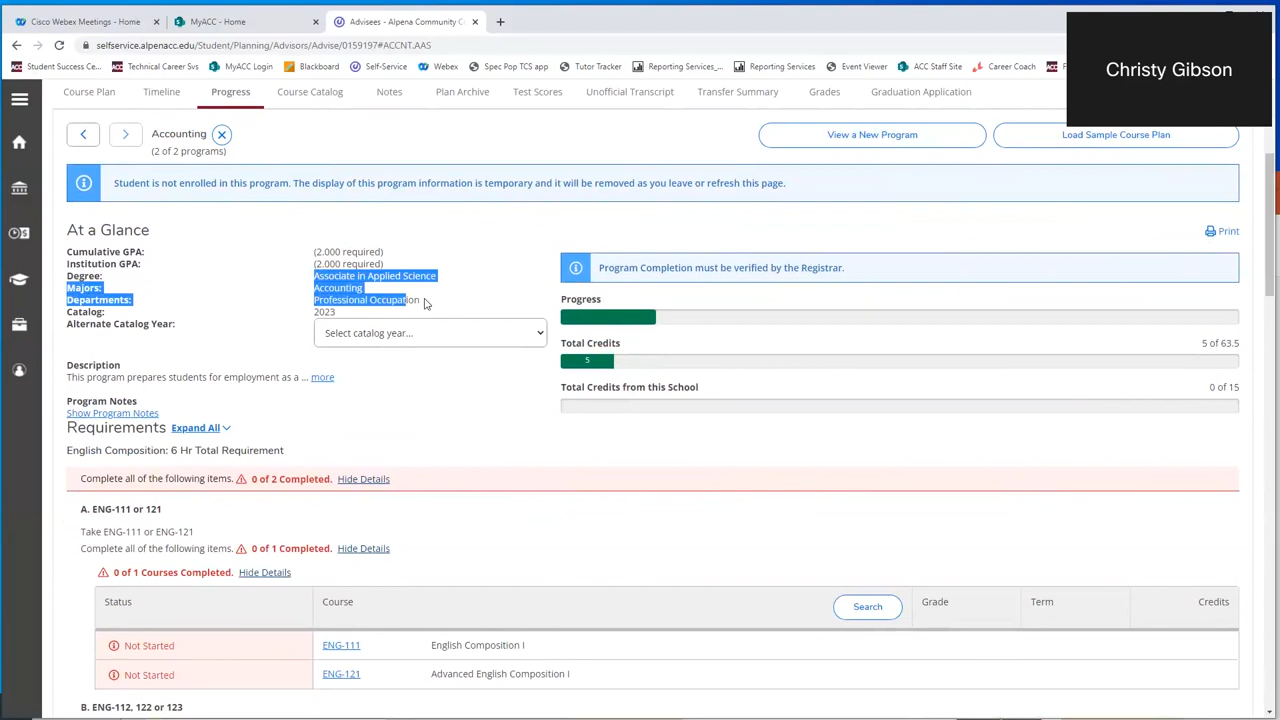 Cisco Webex Meetings - Home
MyACC - Home
Advisees - Alpena Community C
selfservice.alpenacc.edu/Student/Planning/Advisors/Advise/0159197#ACCNT.AAS
Student Success Ce...
Technical Career Svs
MyACC Login
Blackboard
Self-Service
Webex
Spec Pop TCS app
Tutor Tracker
Reporting Services_...
Reporting Services
Event Viewer
ACC Staff Site
Career Coach
Christy Gibson
Course Plan
Timeline
Progress
Course Catalog
Notes
Plan Archive
Test Scores
Unofficial Transcript
Transfer Summary
Grades
Graduation Application
Accounting
(2 of 2 programs)
View a New Program
Load Sample Course Plan
Student is not enrolled in this program. The display of this program information is temporary and it will be removed as you leave or refresh this page.
At a Glance
Print
Cumulative GPA: (2.000 required)
Institution GPA: (2.000 required)
Degree: Associate in Applied Science
Majors: Accounting
Departments: Professional Occupation
Catalog: 2023
Alternate Catalog Year:
Select catalog year...
Program Completion must be verified by the Registrar.
Progress
Total Credits 5 of 63.5
5
Total Credits from this School 0 of 15
Description
This program prepares students for employment as a ... more
Program Notes
Show Program Notes
Requirements Expand All
English Composition: 6 Hr Total Requirement
Complete all of the following items. 0 of 2 Completed. Hide Details
A. ENG-111 or 121
Take ENG-111 or ENG-121
Complete all of the following items. 0 of 1 Completed. Hide Details
0 of 1 Courses Completed. Hide Details
Status Course Search Grade Term Credits
Not Started ENG-111 English Composition I
Not Started ENG-121 Advanced English Composition I
B. ENG-112, 122 or 123